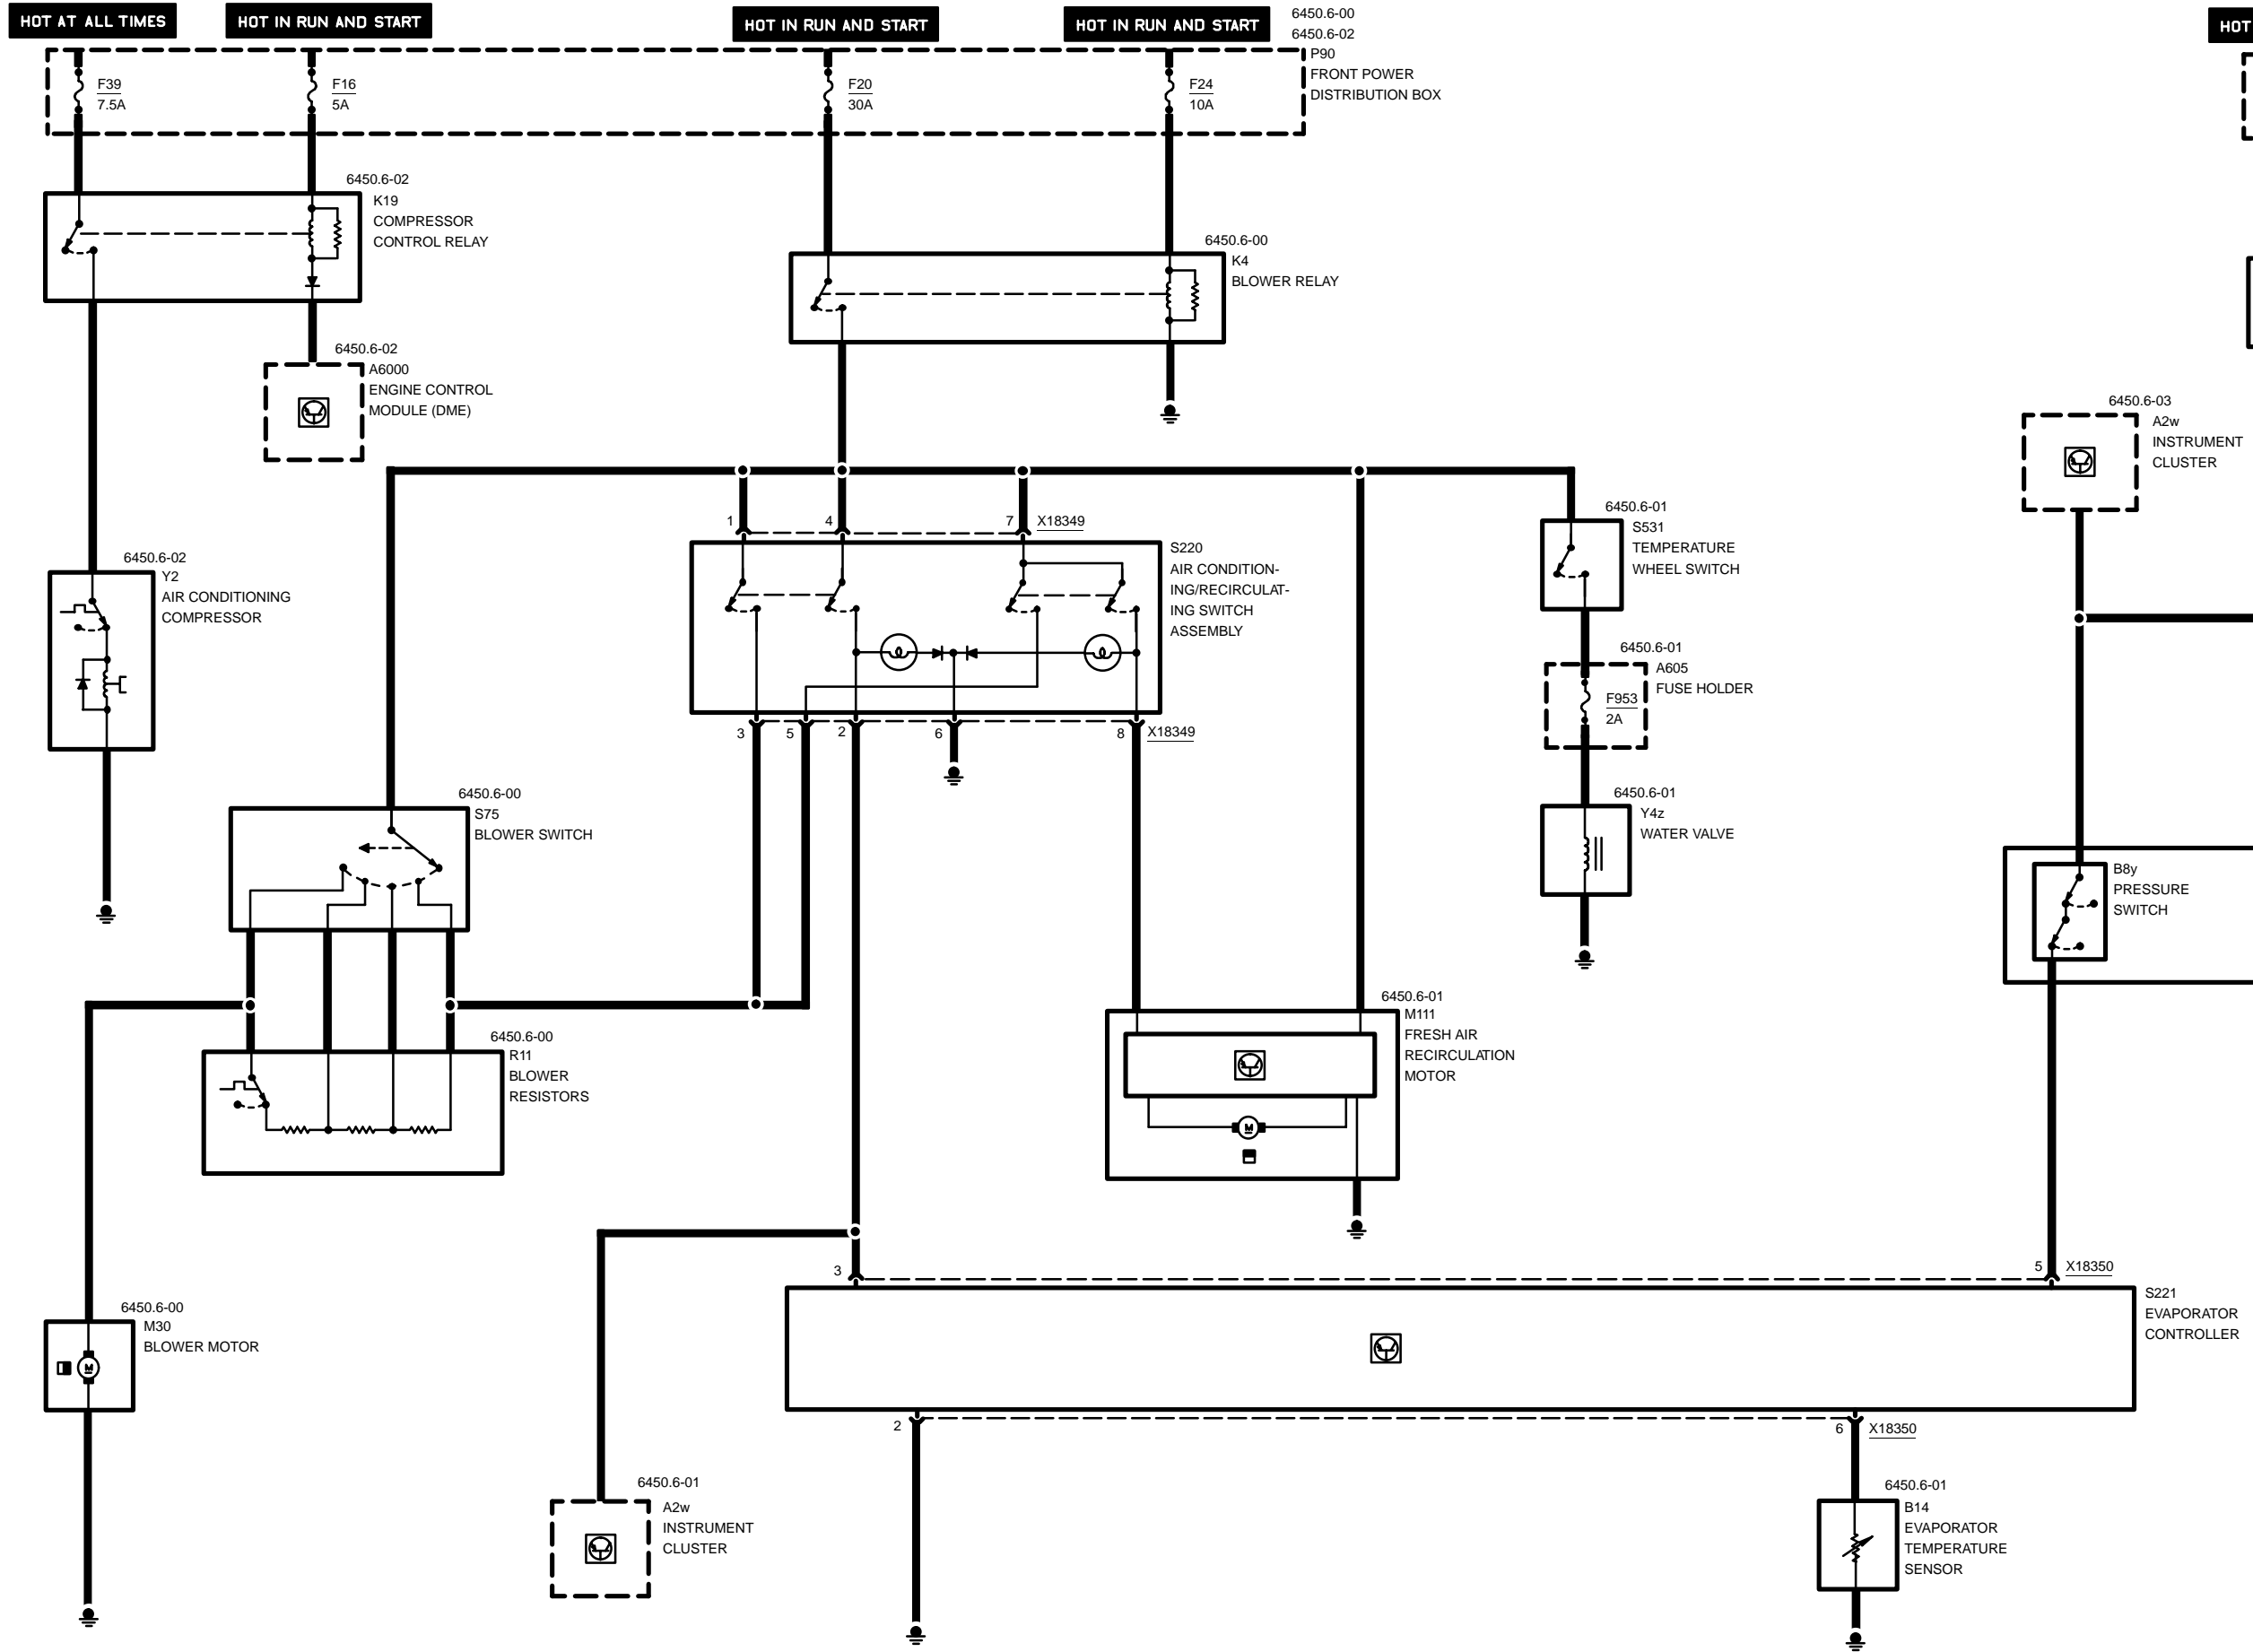 HOT AT ALL TIMES
HOT IN RUN AND START
HOT IN RUN AND START
HOT IN RUN AND START
HOT
6450.6-00
6450.6-02
P90
FRONT POWER
DISTRIBUTION BOX
F39
7.5A
F16
5A
F20
30A
F24
10A
6450.6-02
K19
COMPRESSOR
CONTROL RELAY
6450.6-00
K4
BLOWER RELAY
6450.6-02
A6000
ENGINE CONTROL
MODULE (DME)
6450.6-03
A2w
INSTRUMENT
CLUSTER
1
4
7
X18349
S220
AIR CONDITION-
ING/RECIRCULAT-
ING SWITCH
ASSEMBLY
6450.6-01
S531
TEMPERATURE
WHEEL SWITCH
6450.6-02
Y2
AIR CONDITIONING
COMPRESSOR
6450.6-01
A605
FUSE HOLDER
F953
2A
3
5
2
6
8
X18349
6450.6-00
S75
BLOWER SWITCH
6450.6-01
Y4z
WATER VALVE
B8y
PRESSURE
SWITCH
6450.6-00
R11
BLOWER
RESISTORS
6450.6-01
M111
FRESH AIR
RECIRCULATION
MOTOR
M
3
5
X18350
S221
EVAPORATOR
CONTROLLER
6450.6-00
M30
BLOWER MOTOR
M
2
6
X18350
6450.6-01
A2w
INSTRUMENT
CLUSTER
6450.6-01
B14
EVAPORATOR
TEMPERATURE
SENSOR